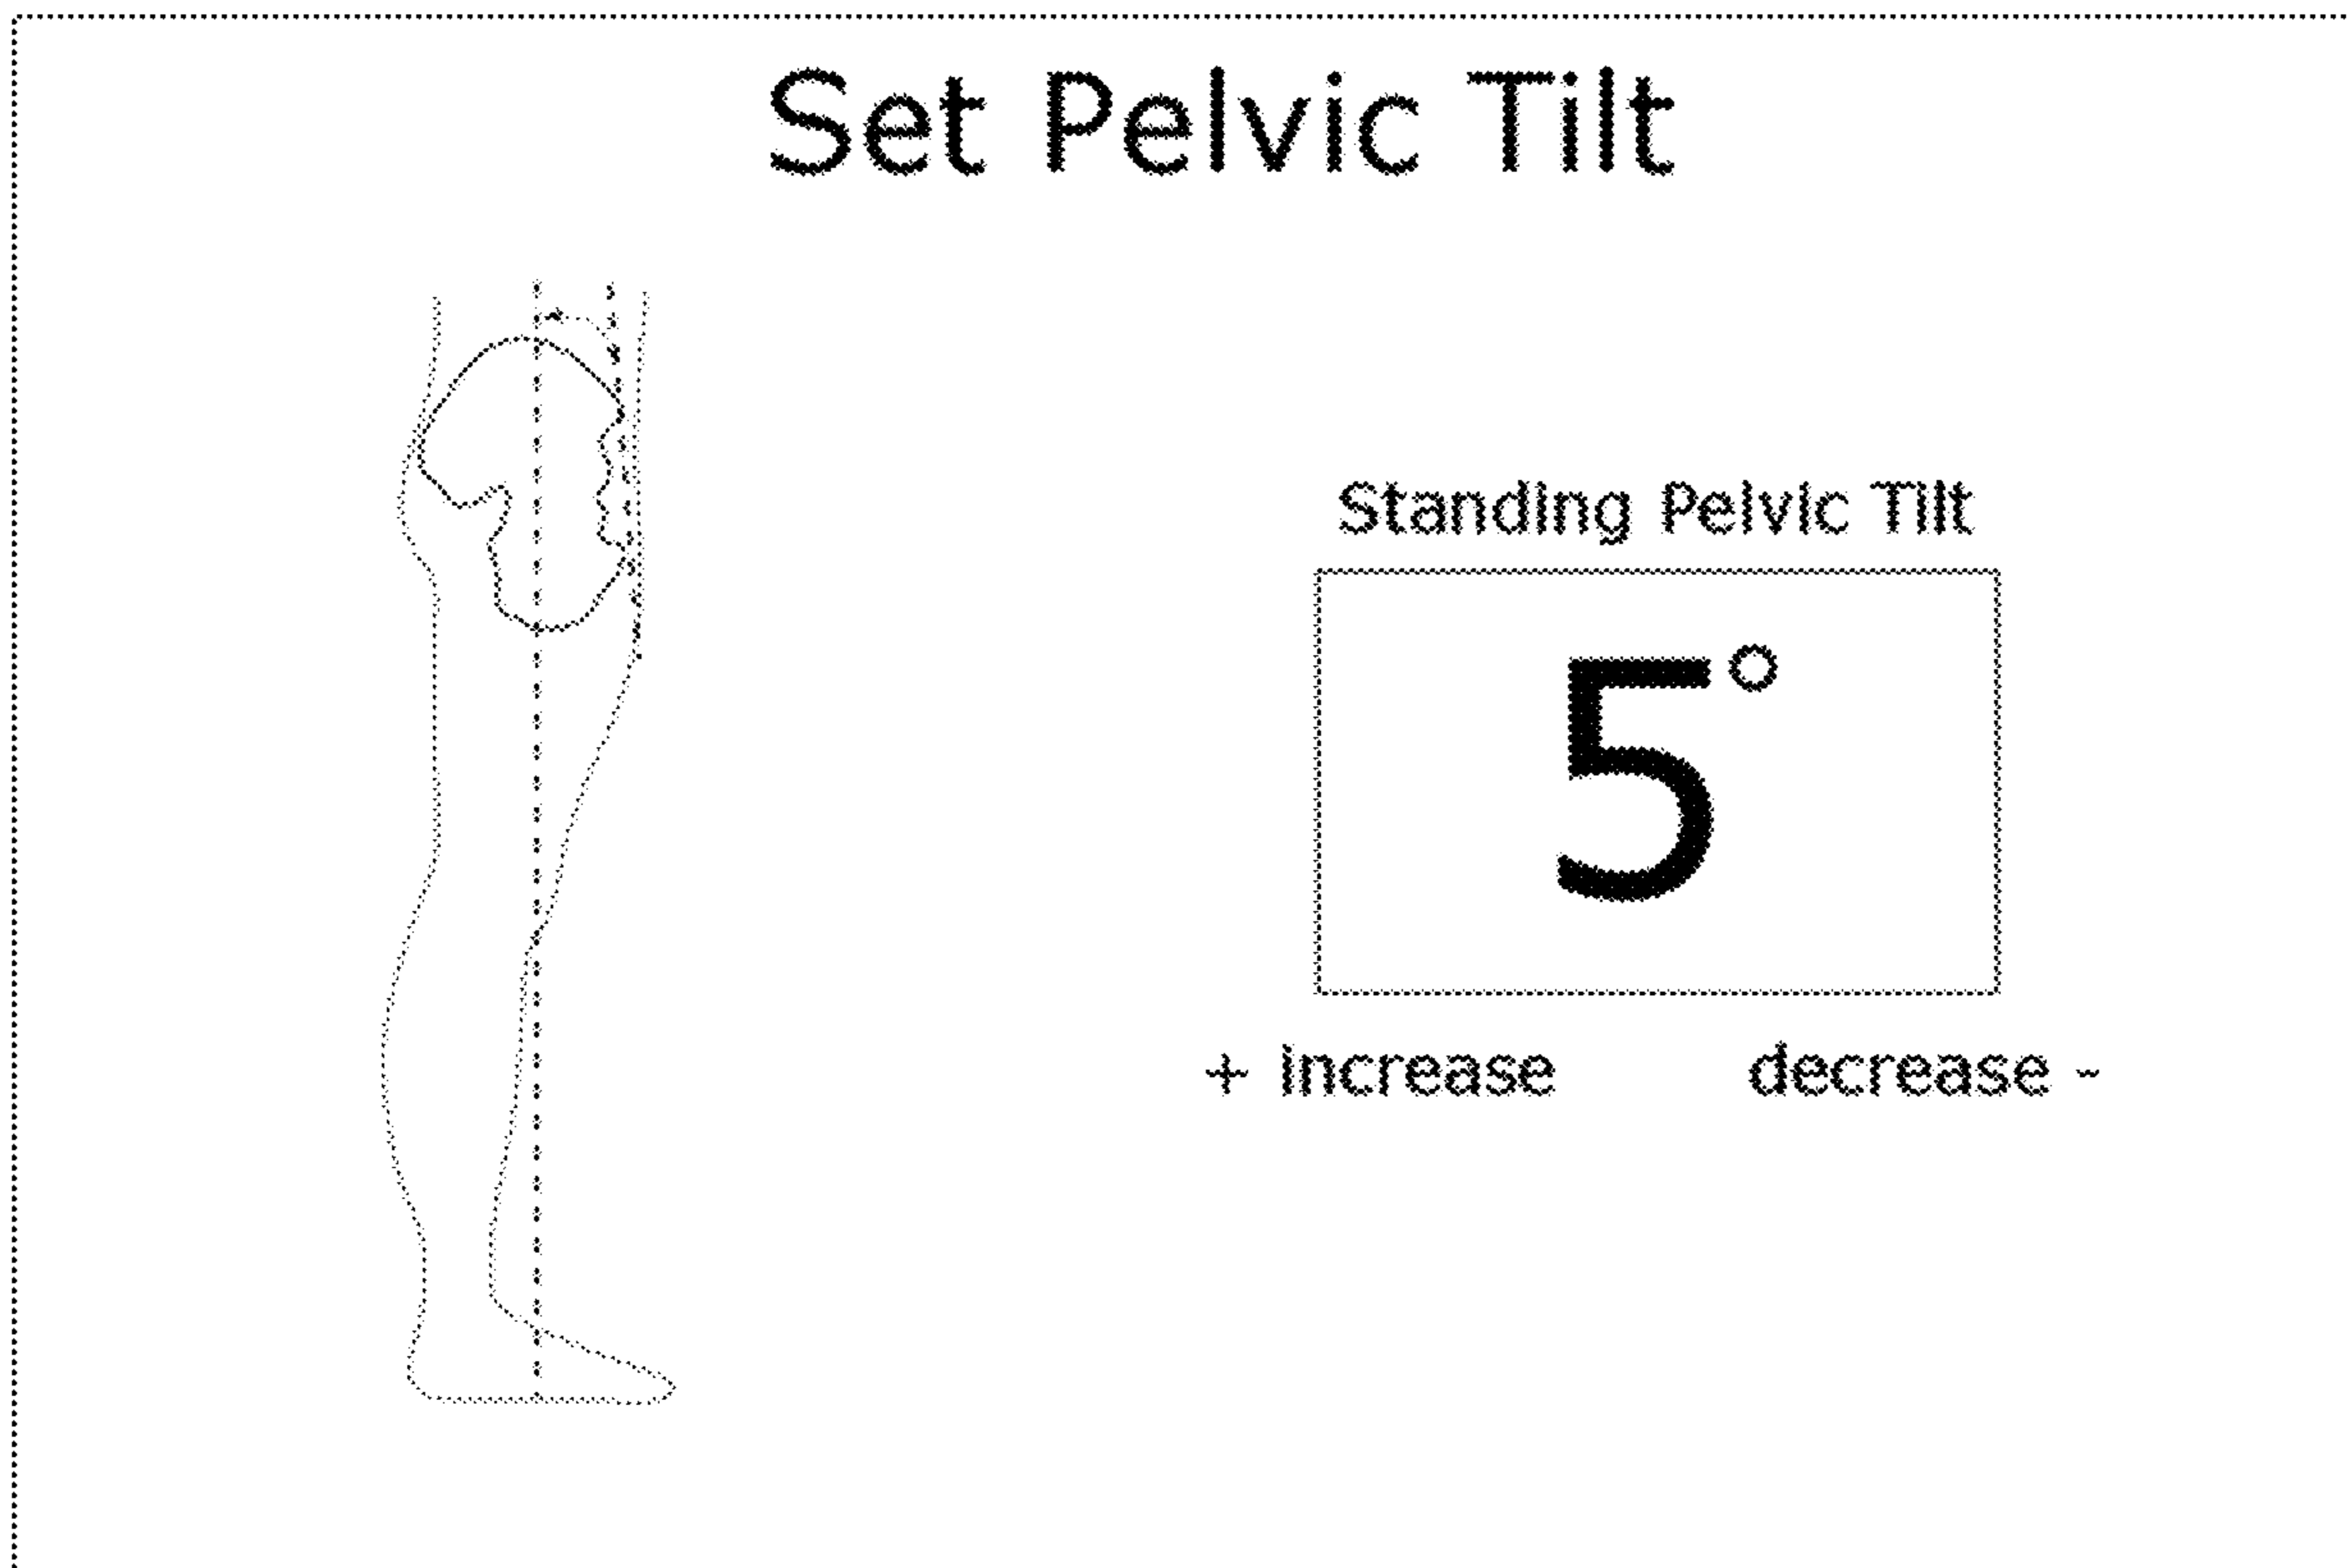 Set Pelvic Tilt
Standing Pelvic Tilt
5°
+ increase decrease -